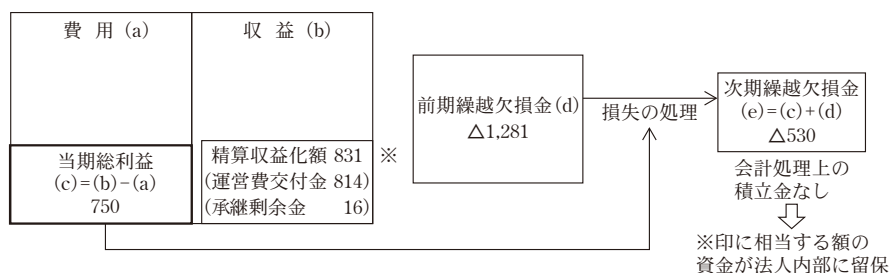 費 用 (a)
収 益 (b)
当期総利益
(c)=(b)−(a)
750
精算収益化額 831
(運営費交付金 814)
(承継剰余金 16)
※
前期繰越欠損金(d)
△1,281
損失の処理
次期繰越欠損金
(e)=(c)+(d)
△530
会計処理上の
積立金なし
※印に相当する額の
資金が法人内部に留保